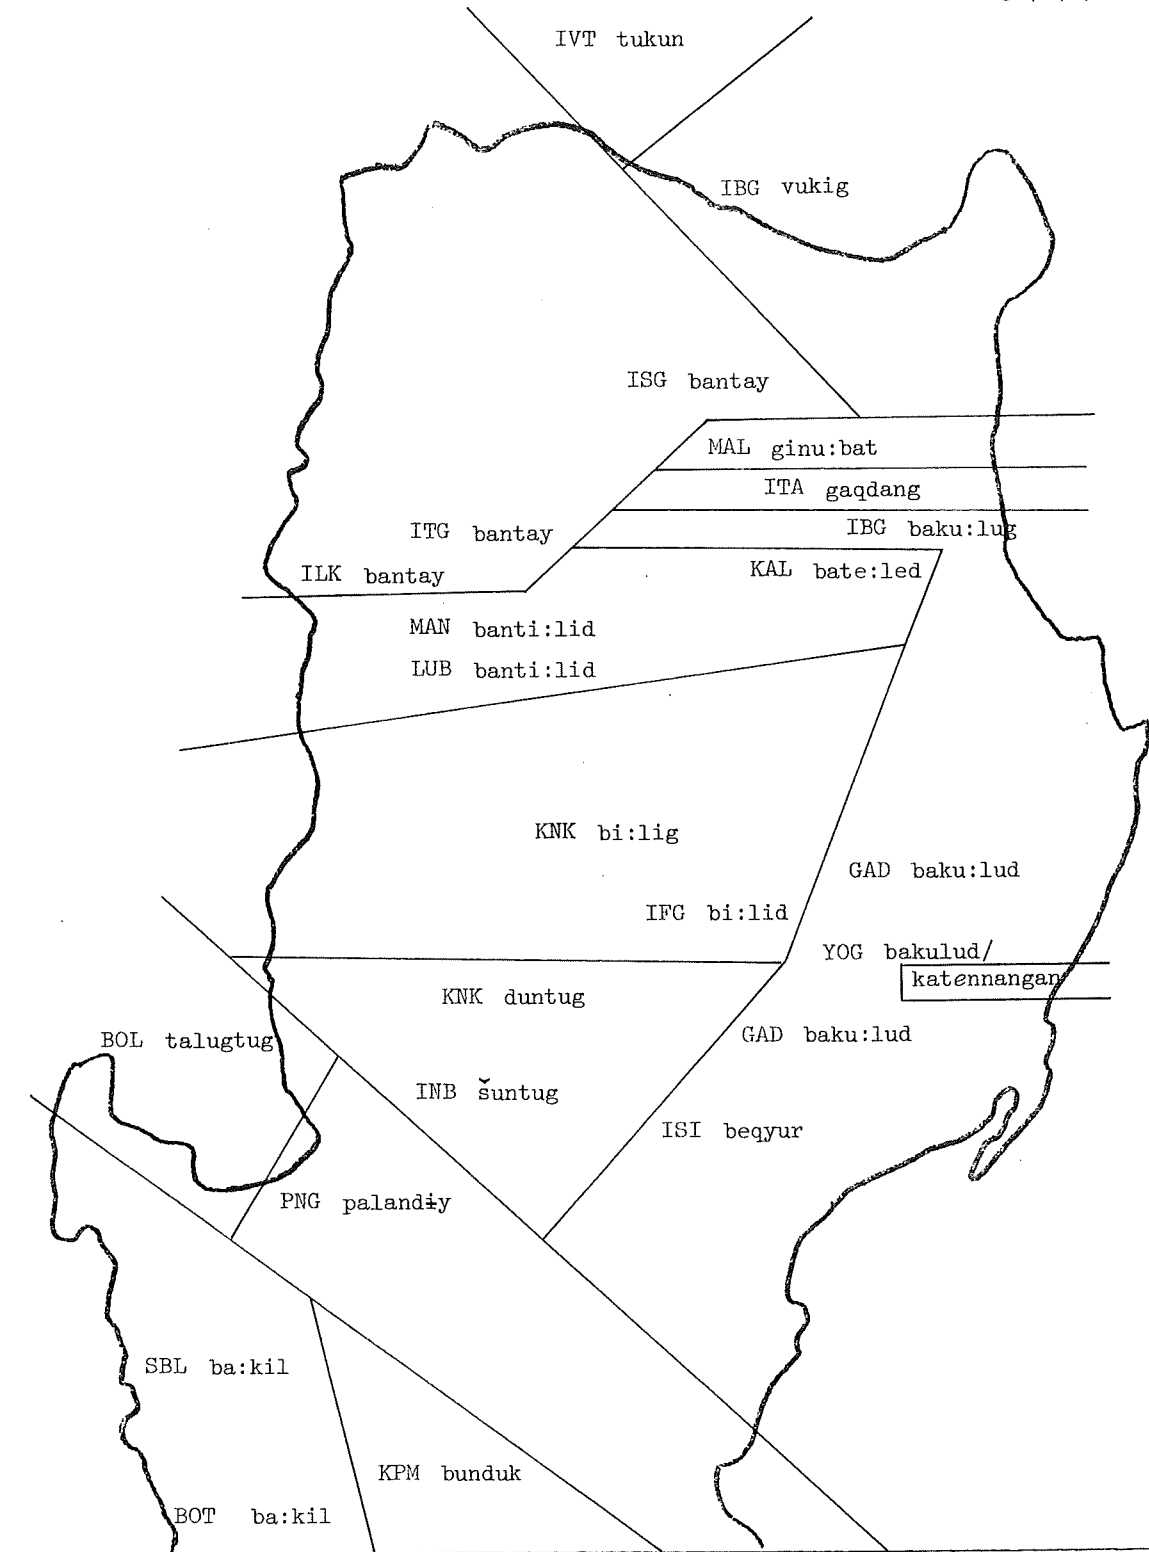 IVT tukun
IBG vukig
ISG bantay
MAL ginu:bat
ITA gaqdang
IBG baku:lug
ITG bantay
KAL bate:led
ILK bantay
MAN banti:lid
LUB banti:lid
KNK bi:lig
GAD baku:lud
IFG bi:lid
YOG bakulud/
katennangan
KNK duntug
GAD baku:lud
BOL talugtug
INB šuntug
ISI beqyur
PNG palandɨy
SBL ba:kil
KPM bunduk
BOT ba:kil